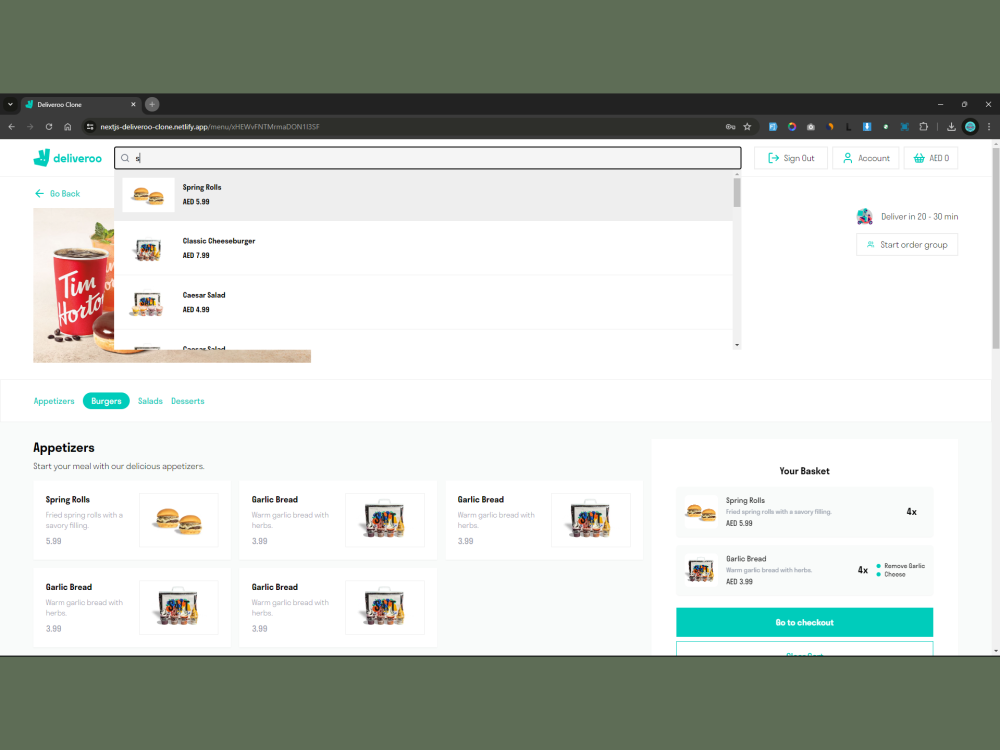 Deliveroo Clone
nextjs-deliveroo-clone.netlify.app/menu/xHEWvFNTMrmaDON1I3SF
deliveroo
s
Sign Out
Account
AED 0
Go Back
Spring Rolls
AED 5.99
Classic Cheeseburger
AED 7.99
Caesar Salad
AED 4.99
Caesar Salad
Tim
Horto
Deliver in 20 - 30 min
Start order group
Appetizers
Burgers
Salads
Desserts
Appetizers
Start your meal with our delicious appetizers.
Spring Rolls
Fried spring rolls with a
savory filling.
5.99
Garlic Bread
Warm garlic bread with
herbs.
3.99
Garlic Bread
Warm garlic bread with
herbs.
3.99
Garlic Bread
Warm garlic bread with
herbs.
3.99
Garlic Bread
Warm garlic bread with
herbs.
3.99
Your Basket
Spring Rolls
Fried spring rolls with a savory filling.
AED 5.99
4x
Garlic Bread
Warm garlic bread with herbs.
AED 3.99
4x
Remove Garlic
Cheese
Go to checkout